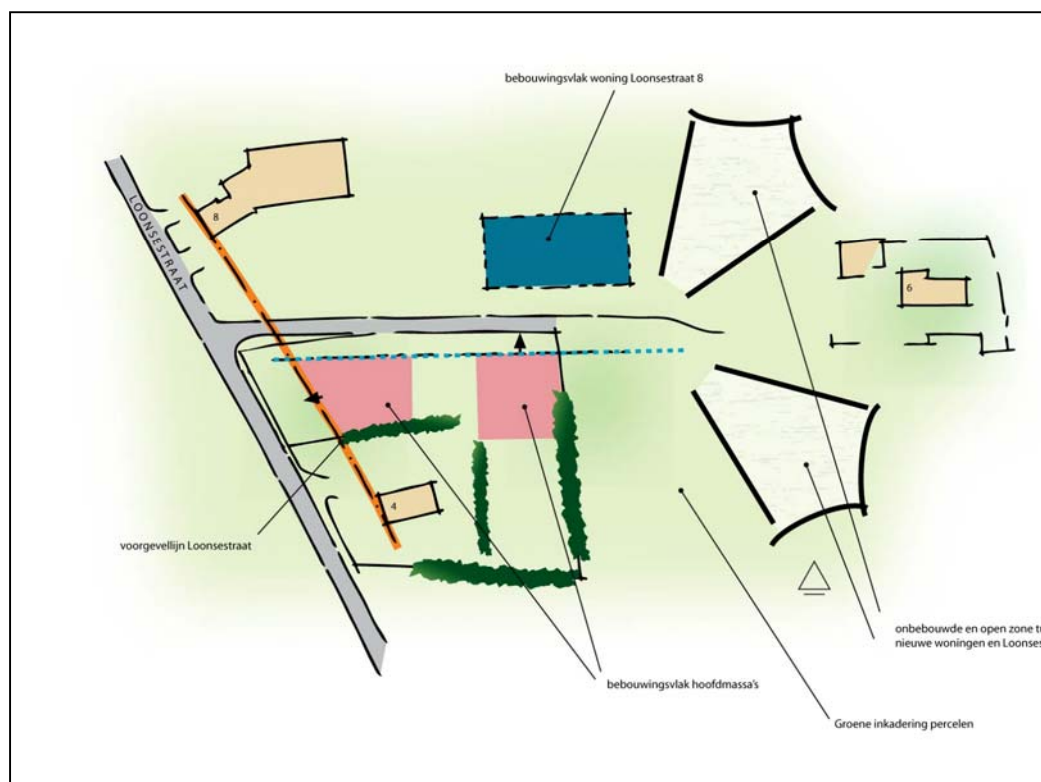 bebouwingsvlak woning Loonsestraat 8
LOONSESTRAAT
8
6
4
voorgevellijn Loonsestraat
onbebouwde en open zone
nieuwe woningen en
bebouwingsvlak hoofdmassa's
Groene inkadering percelen